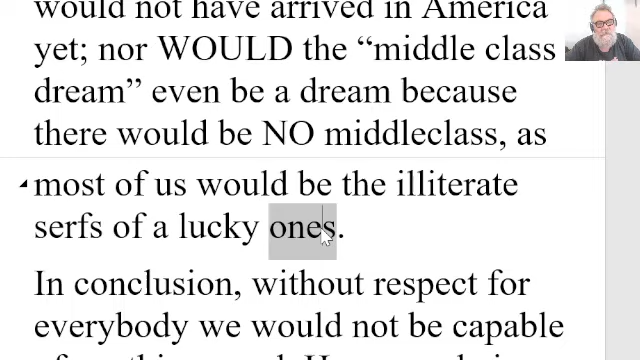 would not have arrived in America
yet; nor WOULD the “middle class
dream” even be a dream because
there would be NO middleclass, as
most of us would be the illiterate
serfs of a lucky ones.
In conclusion, without respect for
everybody we would not be capable